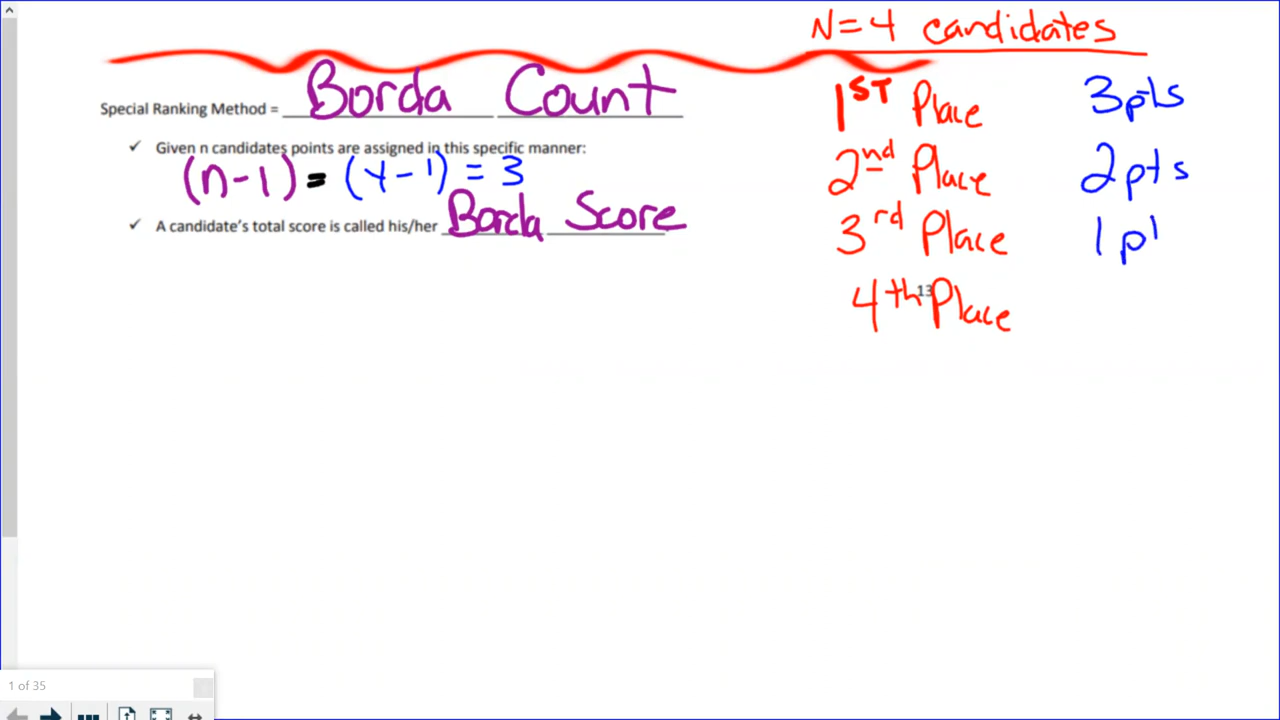 N=4 candidates
Special Ranking Method = Borda Count
1ST Place 3pts
✓ Given n candidates points are assigned in this specific manner:
(n-1) = (4-1) = 3
2nd Place 2pts
✓ A candidate's total score is called his/her Borda Score
3rd Place 1 p
4th Place
13
1 of 35